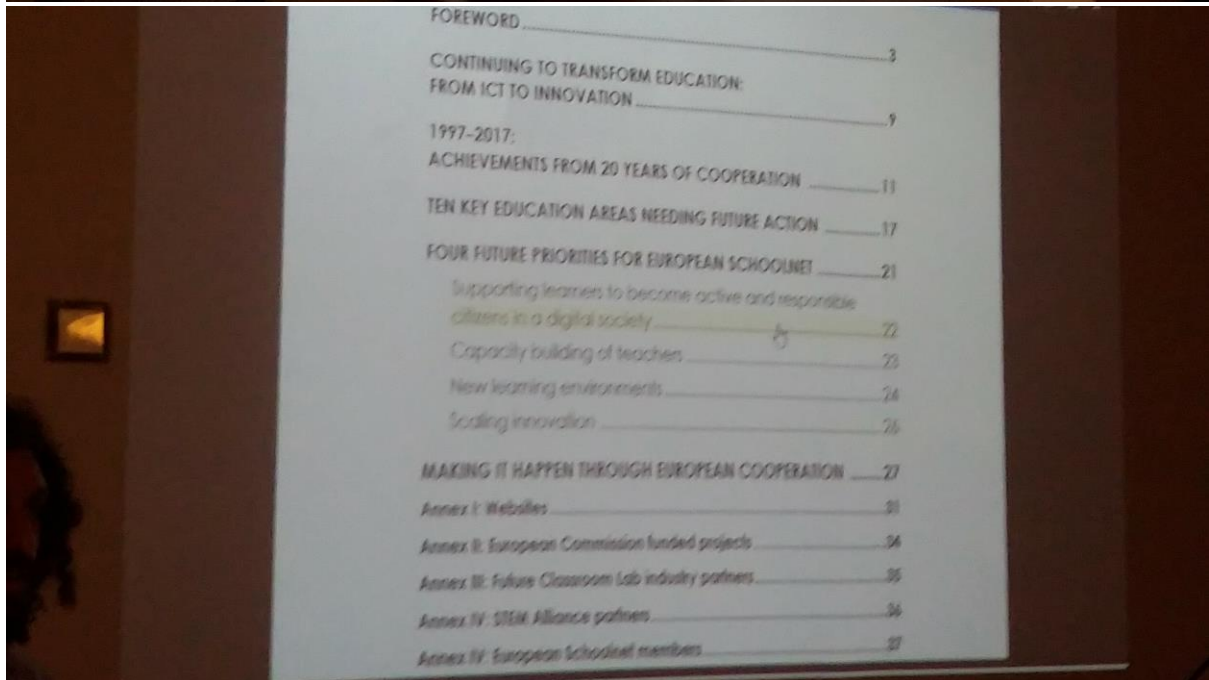 FOREWORD 3
CONTINUING TO TRANSFORM EDUCATION:
FROM ICT TO INNOVATION 9
1997–2017:
ACHIEVEMENTS FROM 20 YEARS OF COOPERATION 11
TEN KEY EDUCATION AREAS NEEDING FUTURE ACTION 17
FOUR FUTURE PRIORITIES FOR EUROPEAN SCHOOLNET 21
Supporting learners to become active and responsible
citizens in a digital society 22
Capacity building of teachers 23
New learning environments 24
Scaling innovation
MAKING IT HAPPEN THROUGH EUROPEAN COOPERATION 27
Annex I: Websites 31
Annex II: European Commission funded projects 34
Annex III: Future Classroom Lab industry partners 35
Annex IV: STEM Alliance partners 36
Annex IV: European Schoolnet members